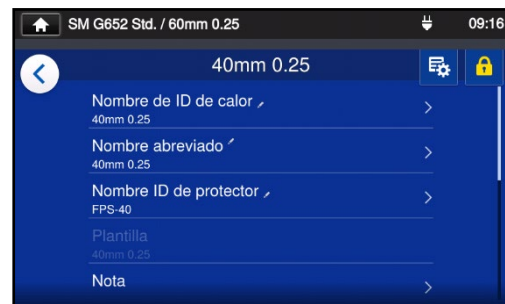 SM G652 Std. / 60mm 0.25 09:16
40mm 0.25
Nombre de ID de calor
40mm 0.25
Nombre abreviado
40mm 0.25
Nombre ID de protector
FPS-40
Plantilla
40mm 0.25
Nota